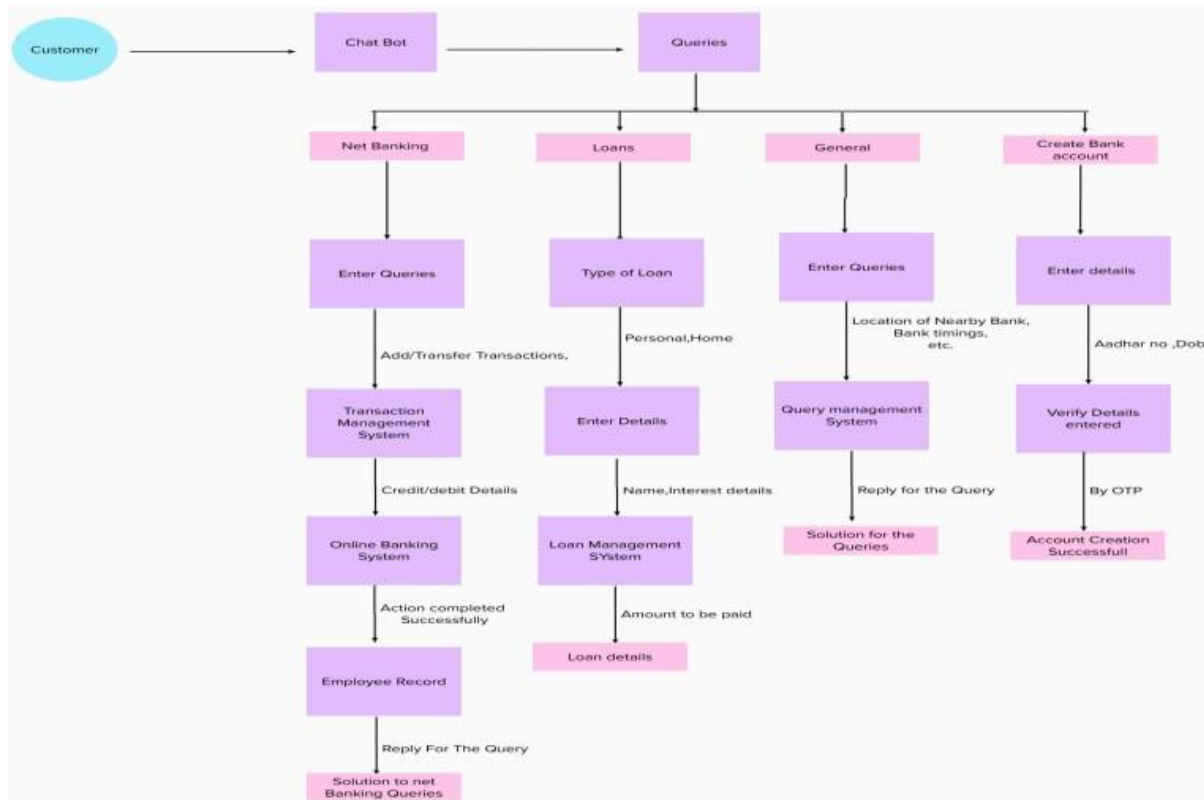 Customer
Chat Bot
Queries
Net Banking
Loans
General
Create Bank
account
Enter Queries
Type of Loan
Enter Queries
Enter details
Add/Transfer Transactions,
Personal,Home
Location of Nearby Bank,
Bank timings,
etc.
Aadhar no ,Dob
Transaction
Management
System
Enter Details
Query management
System
Verify Details
entered
Credit/debit Details
Name,Interest details
Reply for the Query
By OTP
Online Banking
System
Loan Management
SYstem
Solution for the
Queries
Account Creation
Successfull
Action completed
Successfully
Amount to be paid
Employee Record
Loan details
Reply For The Query
Solution to net
Banking Queries